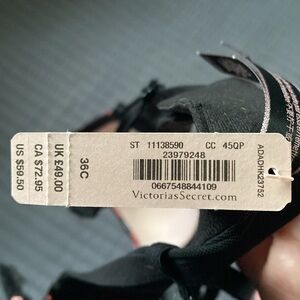 US $59.50
CA $72.95
UK £49.00
36C
ST 11138590 CC 45QP
23979248
0667548844109
VictoriasSecret.com
ADADHK23752